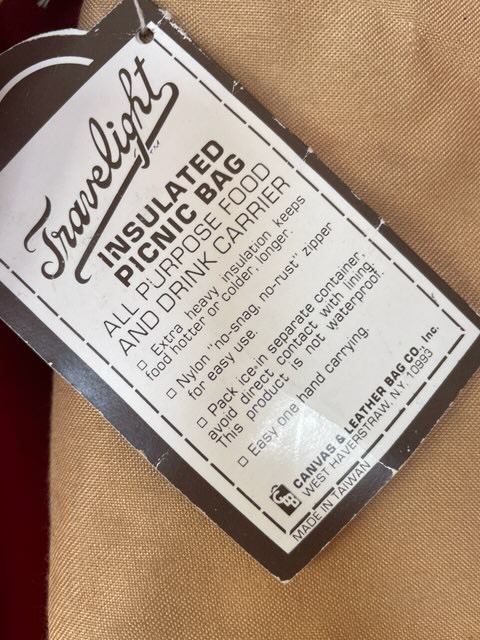 Travelight™
INSULATED
PICNIC BAG
ALL PURPOSE FOOD
AND DRINK CARRIER
□ Extra heavy insulation keeps
food hotter or colder, longer.
□ Nylon "no-snag, no-rust" zipper
for easy use.
□ Pack ice in separate container,
avoid direct contact with lining.
This product is not waterproof.
□ Easy one hand carrying.
CLB
CANVAS & LEATHER BAG CO., Inc.
WEST HAVERSTRAW, N.Y. 10993
MADE IN TAIWAN